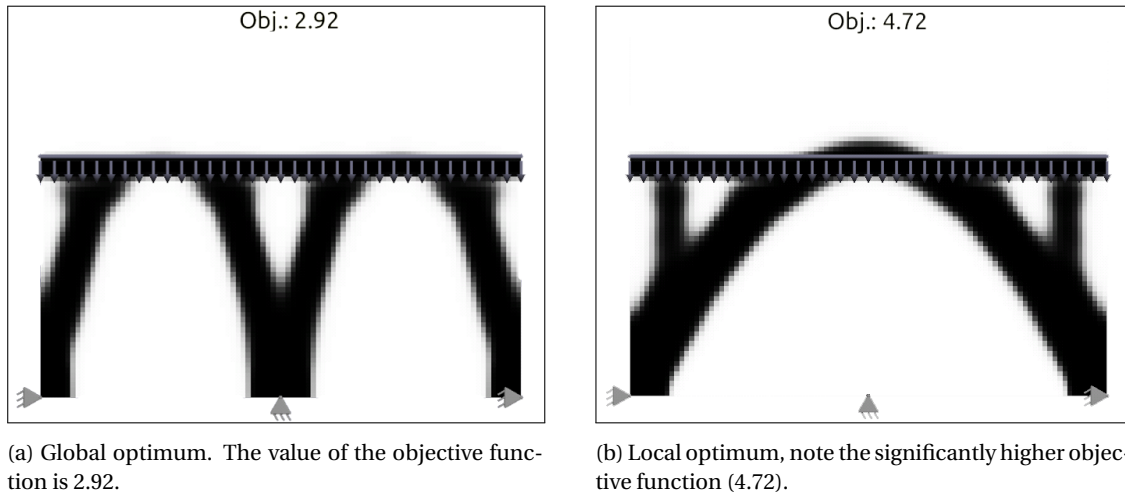 Obj.: 2.92
Obj.: 4.72
(a) Global optimum. The value of the objective func-
tion is 2.92.
(b) Local optimum, note the significantly higher objec-
tive function (4.72).